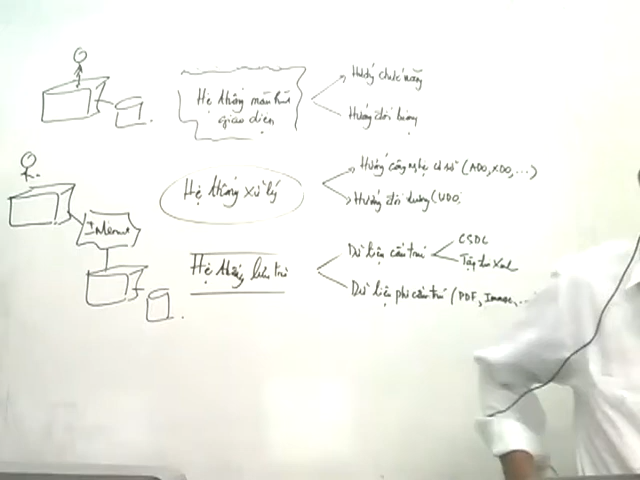 Hệ thống màn hình
giao diện
Hướng chức năng
Hướng đối tượng
Hệ thống xử lý
Hướng công nghệ cơ sở (ADO, XDO, ...)
Hướng đối tượng (UDO
Internet
Hệ thống lưu trữ
Dữ liệu cấu trúc
CSDL
Tập tin XML
Dữ liệu phi cấu trúc (PDF, Image, ...